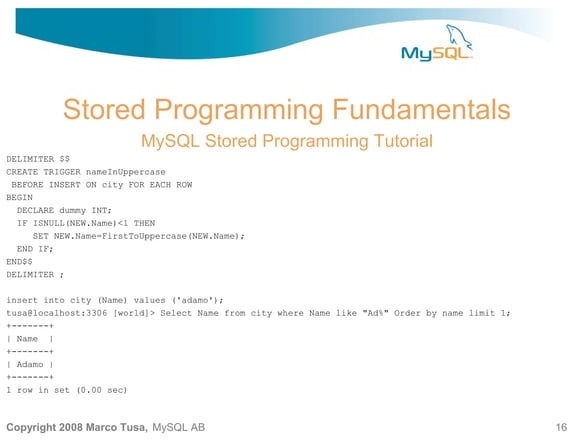 MySQL
Stored Programming Fundamentals
MySQL Stored Programming Tutorial
DELIMITER $$
CREATE TRIGGER nameInUppercase
 BEFORE INSERT ON city FOR EACH ROW
BEGIN
  DECLARE dummy INT;
  IF ISNULL(NEW.Name)<1 THEN
     SET NEW.Name=FirstToUppercase(NEW.Name);
  END IF;
END$$
DELIMITER ;
insert into city (Name) values ('adamo');
tusa@localhost:3306 [world]> Select Name from city where Name like "Ad%" Order by name limit 1;
+-------+
| Name  |
+-------+
| Adamo |
+-------+
1 row in set (0.00 sec)
Copyright 2008 Marco Tusa, MySQL AB 16